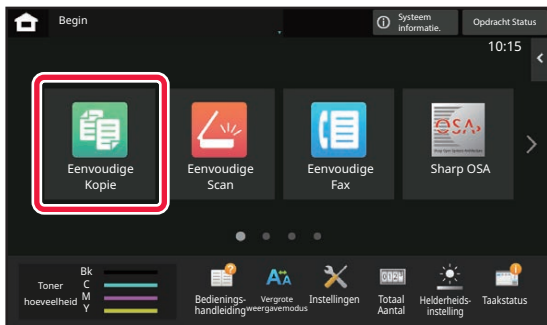 Begin
Systeem
informatie.
Opdracht Status
10:15
Eenvoudige
Kopie
Eenvoudige
Scan
Eenvoudige
Fax
OSA
Sharp OSA
Toner
hoeveelheid
Bk
C
M
Y
Bedienings-
handleiding
Vergrote
weergavemodus
Instellingen
Totaal
Aantal
Helderheids-
instelling
Taakstatus